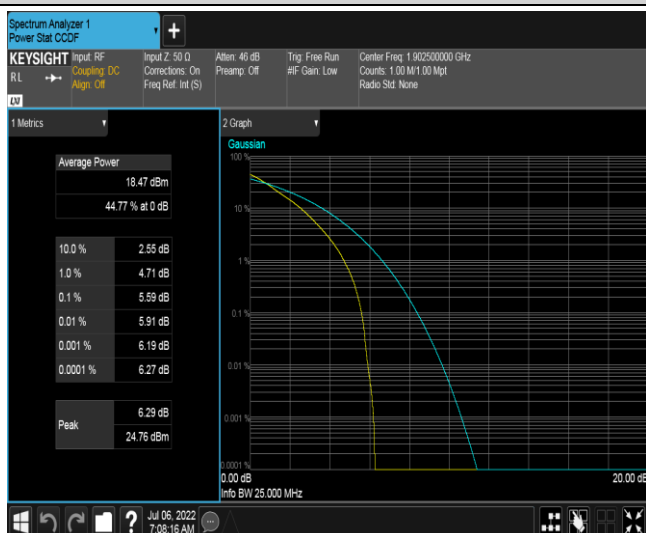 Spectrum Analyzer 1
Power Stat CCDF
KEYSIGHT
RL
LXI
Input: RF
Coupling: DC
Align: Off
Input Z: 50 Ω
Corrections: On
Freq Ref: Int (S)
Atten: 46 dB
Preamp: Off
Trig: Free Run
#IF Gain: Low
Center Freq: 1.902500000 GHz
Counts: 1.00 M/1.00 Mpt
Radio Std: None
1 Metrics
Average Power
18.47 dBm
44.77 % at 0 dB
10.0 % 2.55 dB
1.0 % 4.71 dB
0.1 % 5.59 dB
0.01 % 5.91 dB
0.001 % 6.19 dB
0.0001 % 6.27 dB
Peak
6.29 dB
24.76 dBm
2 Graph
Gaussian
100 %
10 %
1 %
0.1 %
0.01 %
0.001 %
0.0001 %
0.00 dB
20.00 dB
Info BW 25.000 MHz
Jul 06, 2022
7:08:16 AM